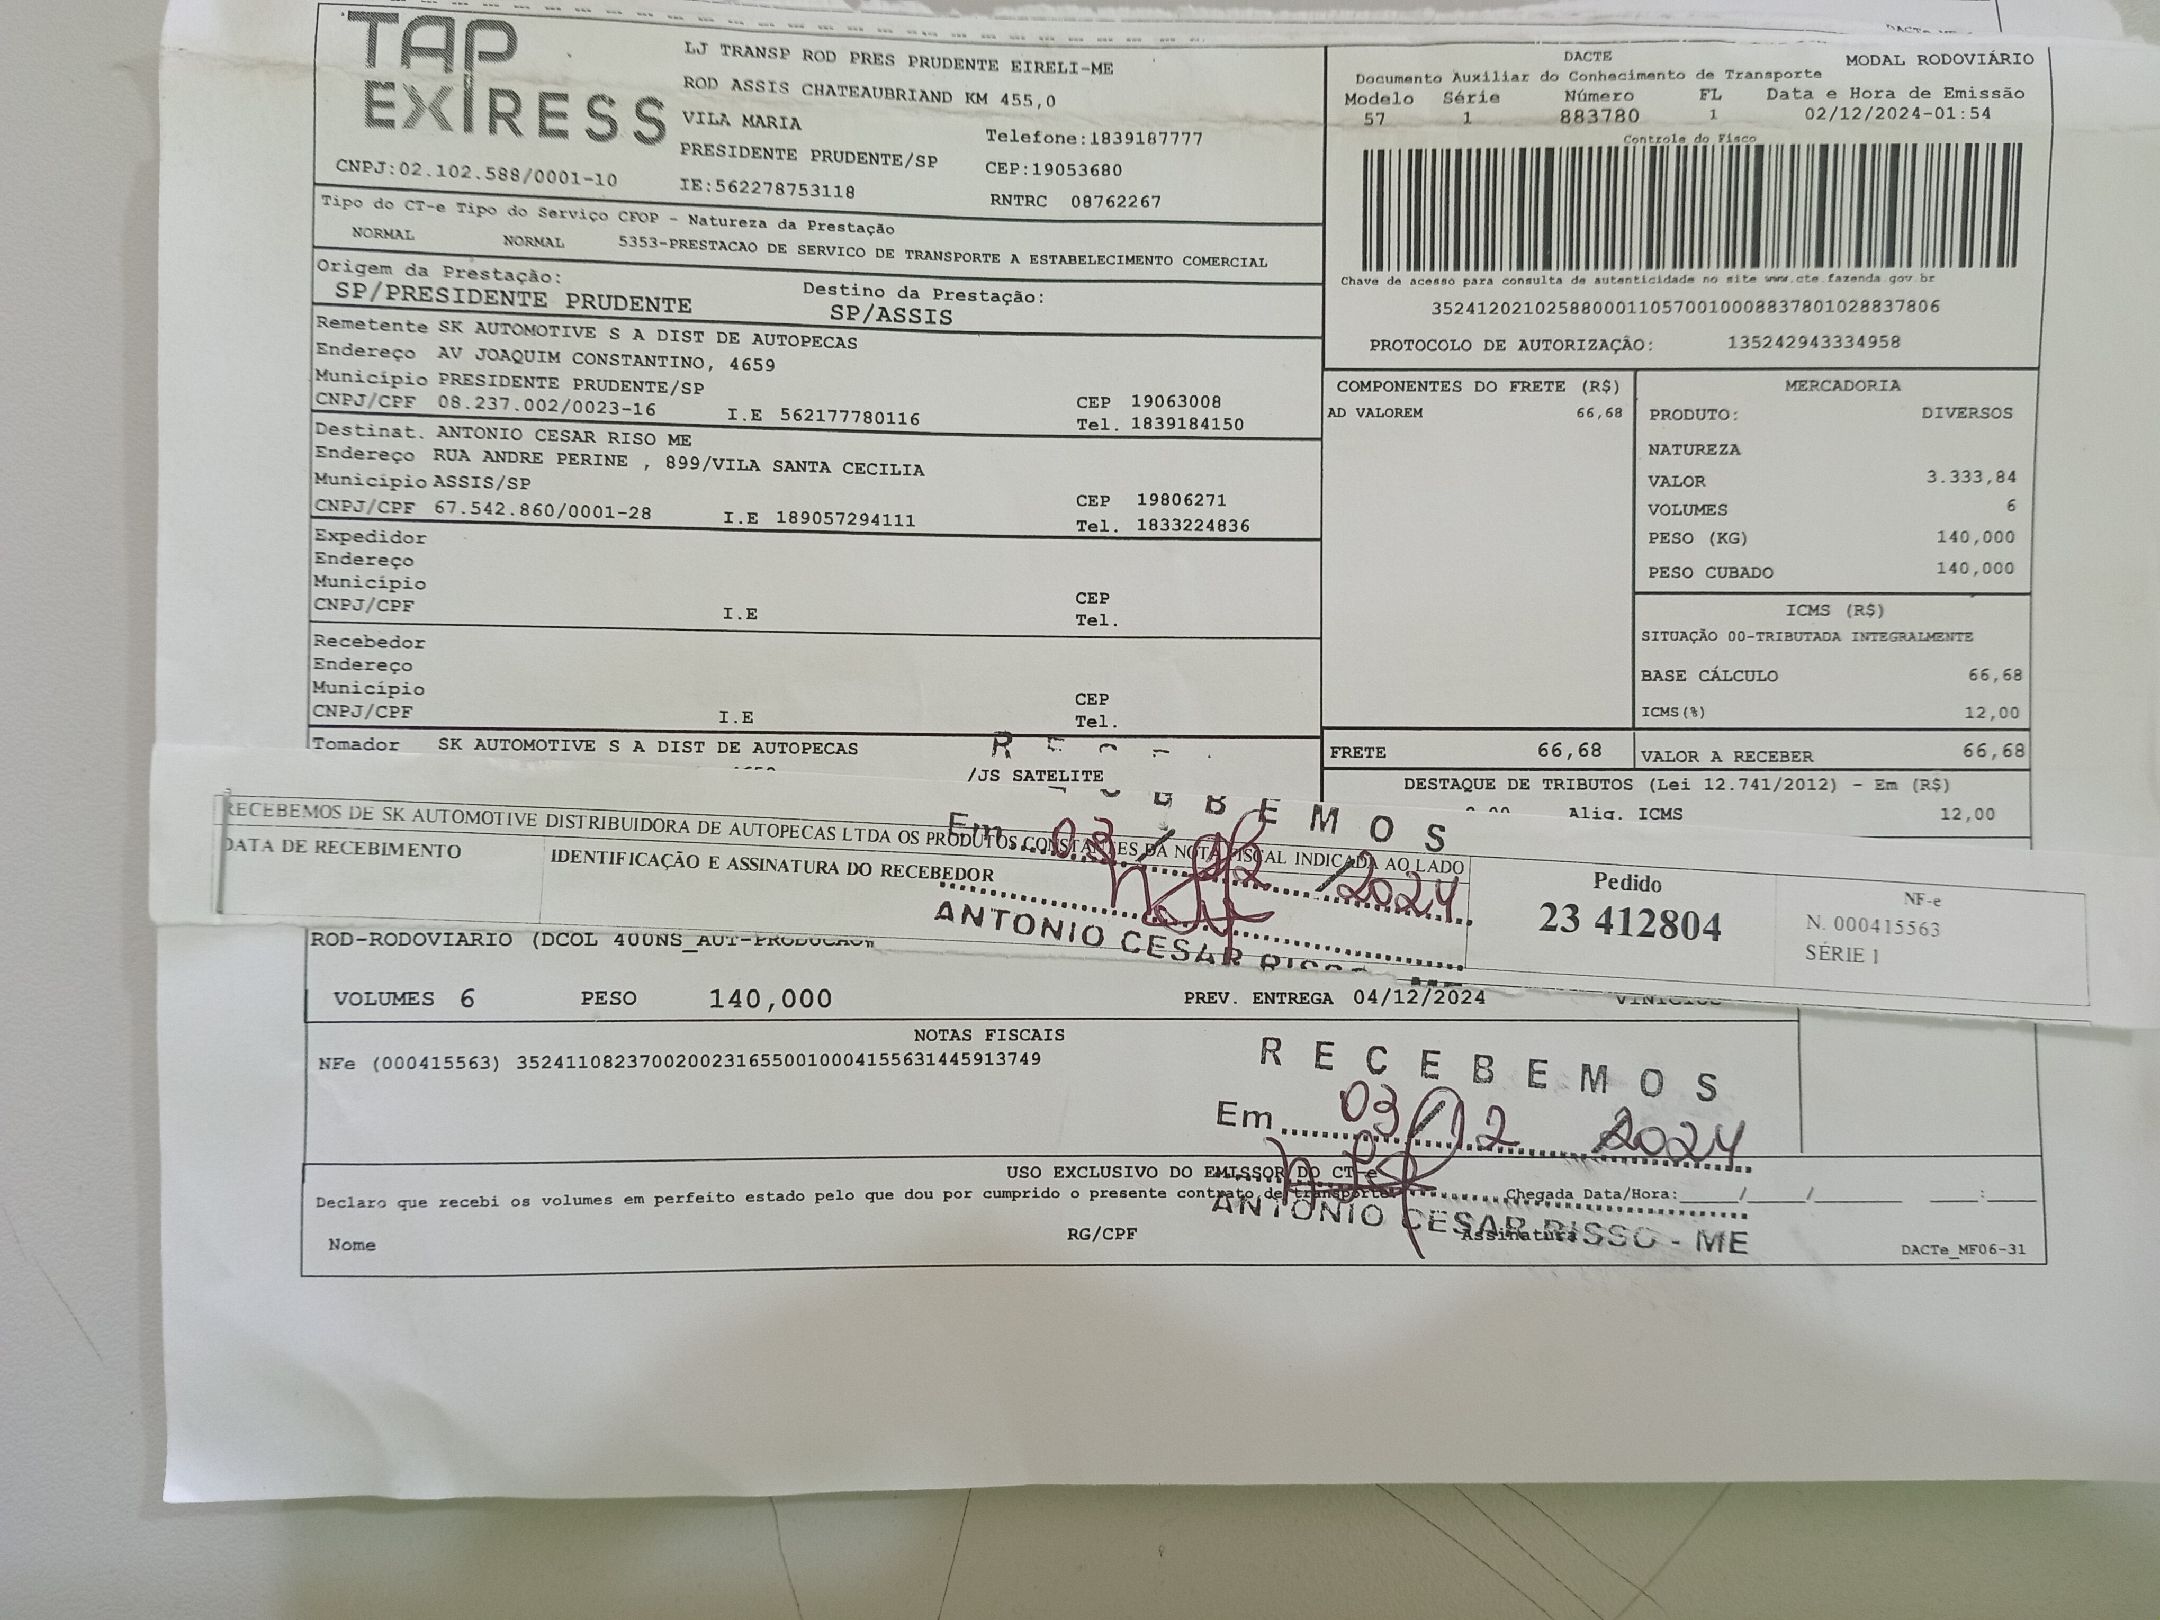 TAP
EXIRESS
CNPJ:02.102.588/0001-10
LJ TRANSP ROD PRES PRUDENTE EIRELI-ME
ROD ASSIS CHATEAUBRIAND KM 455,0
VILA MARIA
Telefone:1839187777
PRESIDENTE PRUDENTE/SP
CEP:19053680
IE:562278753118
RNTRC 08762267
DACTE
MODAL RODOVIÁRIO
Documento Auxiliar do Conhecimento de Transporte
Modelo Série Número FL Data e Hora de Emissão
57 1 883780 1 02/12/2024-01:54
Controle do Fisco
Chave de acesso para consulta de autenticidade no site www.cte.fazenda.gov.br
35241202102588000110570010008837801028837806
PROTOCOLO DE AUTORIZAÇÃO: 135242943334958
Tipo do CT-e Tipo do Serviço CFOP - Natureza da Prestação
NORMAL NORMAL 5353-PRESTACAO DE SERVICO DE TRANSPORTE A ESTABELECIMENTO COMERCIAL
Origem da Prestação: Destino da Prestação:
SP/PRESIDENTE PRUDENTE SP/ASSIS
Remetente SK AUTOMOTIVE S A DIST DE AUTOPECAS
Endereço AV JOAQUIM CONSTANTINO, 4659
Município PRESIDENTE PRUDENTE/SP CEP 19063008
CNPJ/CPF 08.237.002/0023-16 I.E 562177780116 Tel. 1839184150
Destinat. ANTONIO CESAR RISO ME
Endereço RUA ANDRE PERINE , 899/VILA SANTA CECILIA
Município ASSIS/SP CEP 19806271
CNPJ/CPF 67.542.860/0001-28 I.E 189057294111 Tel. 1833224836
Expedidor
Endereço
Município CEP
CNPJ/CPF I.E Tel.
Recebedor
Endereço
Município CEP
CNPJ/CPF I.E Tel.
Tomador SK AUTOMOTIVE S A DIST DE AUTOPECAS
/JS SATELITE
COMPONENTES DO FRETE (R$)
AD VALOREM 66,68
MERCADORIA
PRODUTO: DIVERSOS
NATUREZA
VALOR 3.333,84
VOLUMES 6
PESO (KG) 140,000
PESO CUBADO 140,000
ICMS (R$)
SITUAÇÃO 00-TRIBUTADA INTEGRALMENTE
BASE CÁLCULO 66,68
ICMS(%) 12,00
FRETE 66,68 VALOR A RECEBER 66,68
DESTAQUE DE TRIBUTOS (Lei 12.741/2012) - Em (R$)
Aliq. ICMS 12,00
RECEBEMOS DE SK AUTOMOTIVE DISTRIBUIDORA DE AUTOPECAS LTDA OS PRODUTOS CONSTANTES DA NOTA FISCAL INDICADA AO LADO
DATA DE RECEBIMENTO IDENTIFICAÇÃO E ASSINATURA DO RECEBEDOR
Em 03/12/2024
ANTONIO CESAR RISSO
Pedido
23 412804
NF-e
N. 000415563
SÉRIE 1
ROD-RODOVIARIO (DCOL 400NS_AUT-PRODUCAO)
VOLUMES 6 PESO 140,000 PREV. ENTREGA 04/12/2024 VINICIUS
NOTAS FISCAIS
NFe (000415563) 35241108237002002316550010004155631445913749
RECEBEMOS
Em 03/12 2024
ANTONIO CESAR RISSO - ME
USO EXCLUSIVO DO EMISSOR DO CT-e
Declaro que recebi os volumes em perfeito estado pelo que dou por cumprido o presente contrato de transporte Chegada Data/Hora:___/___/___ :___
Nome RG/CPF Assinatura DACTe_MF06-31